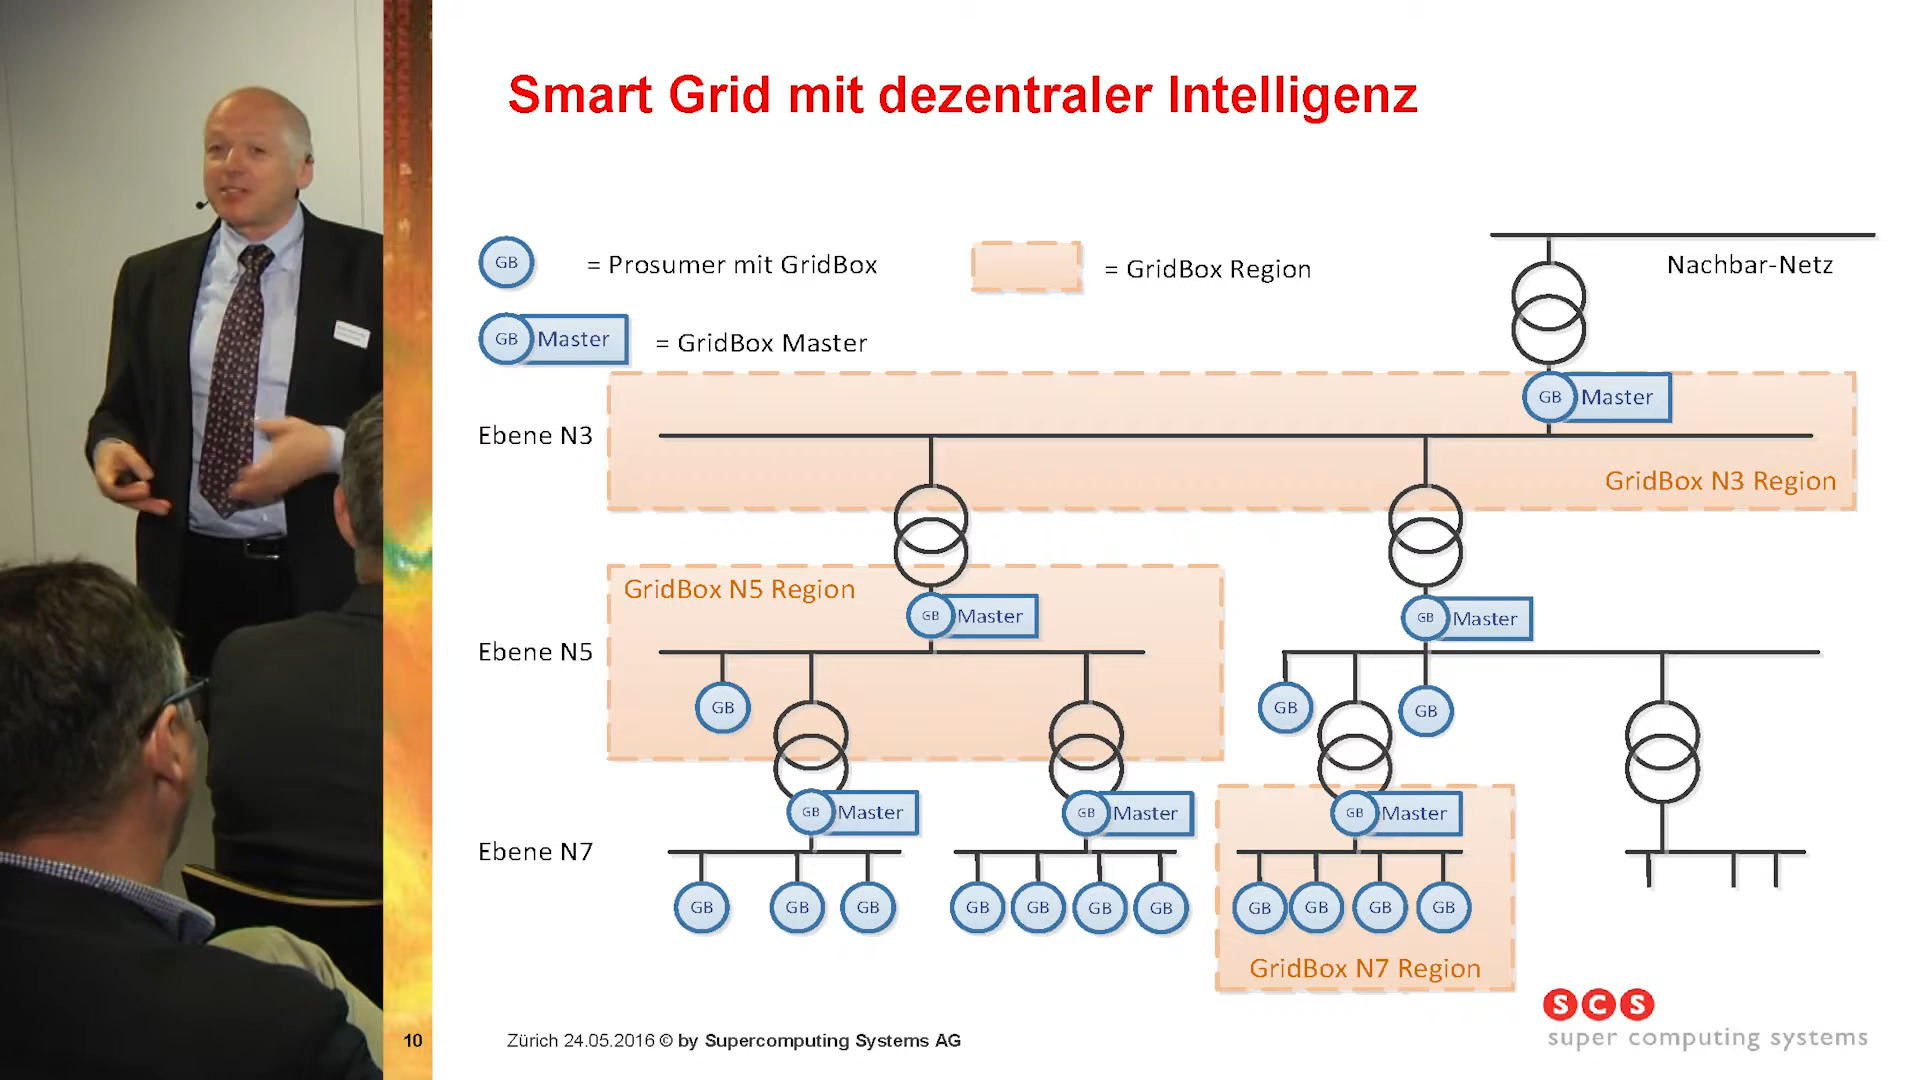 Smart Grid mit dezentraler Intelligenz
GB = Prosumer mit GridBox
= GridBox Region
Nachbar-Netz
GB Master = GridBox Master
GB Master
Ebene N3
GridBox N3 Region
GridBox N5 Region
GB Master
GB Master
Ebene N5
GB
GB
GB
GB Master
GB Master
GB Master
Ebene N7
GB GB GB
GB GB GB GB
GB GB GB GB
GridBox N7 Region
SCS
super computing systems
10
Zürich 24.05.2016 © by Supercomputing Systems AG